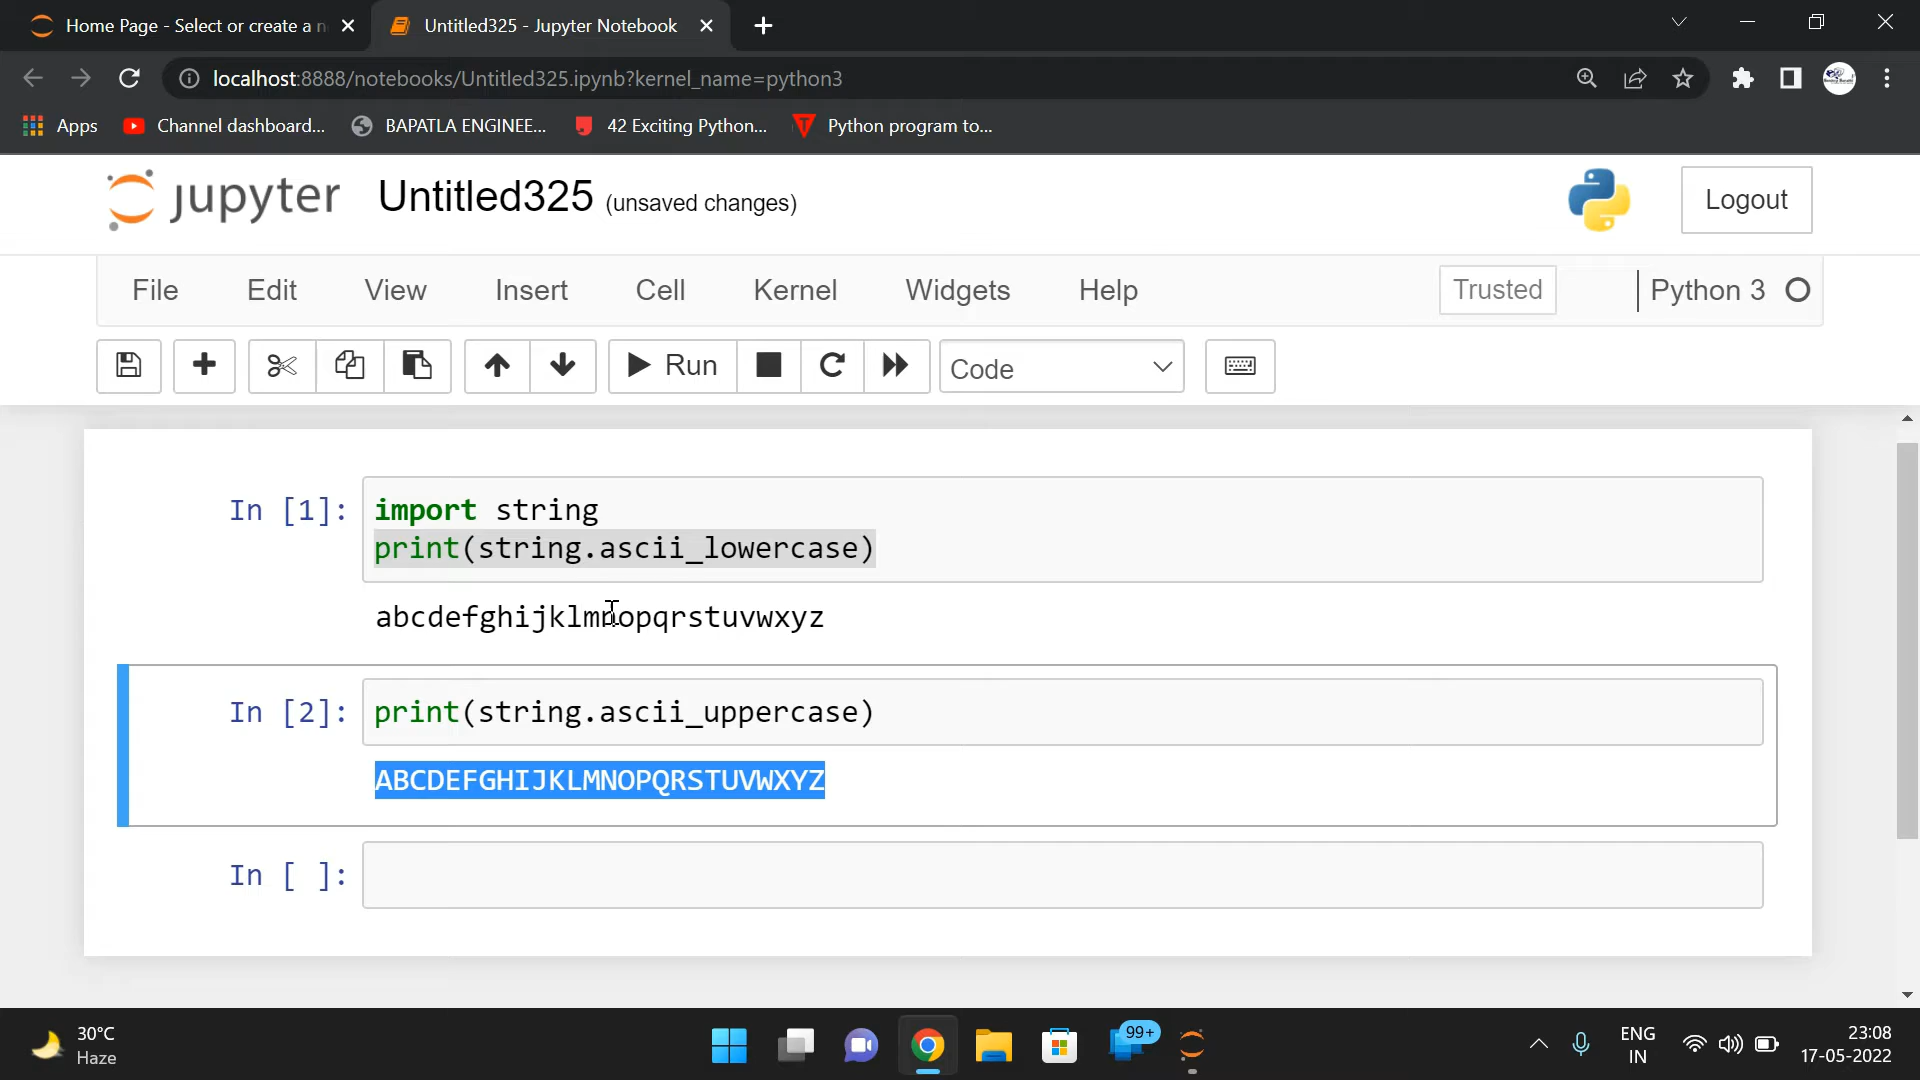 Home Page - Select or create a n
Untitled325 - Jupyter Notebook
localhost:8888/notebooks/Untitled325.ipynb?kernel_name=python3
Apps
Channel dashboard...
BAPATLA ENGINEE...
42 Exciting Python...
Python program to...
jupyter Untitled325 (unsaved changes)
Logout
File Edit View Insert Cell Kernel Widgets Help
Trusted
Python 3
Run
Code
In [1]: import string
print(string.ascii_lowercase)
abcdefghijklmnopqrstuvwxyz
In [2]: print(string.ascii_uppercase)
ABCDEFGHIJKLMNOPQRSTUVWXYZ
In [ ]:
30°C
Haze
99+
ENG
IN
23:08
17-05-2022